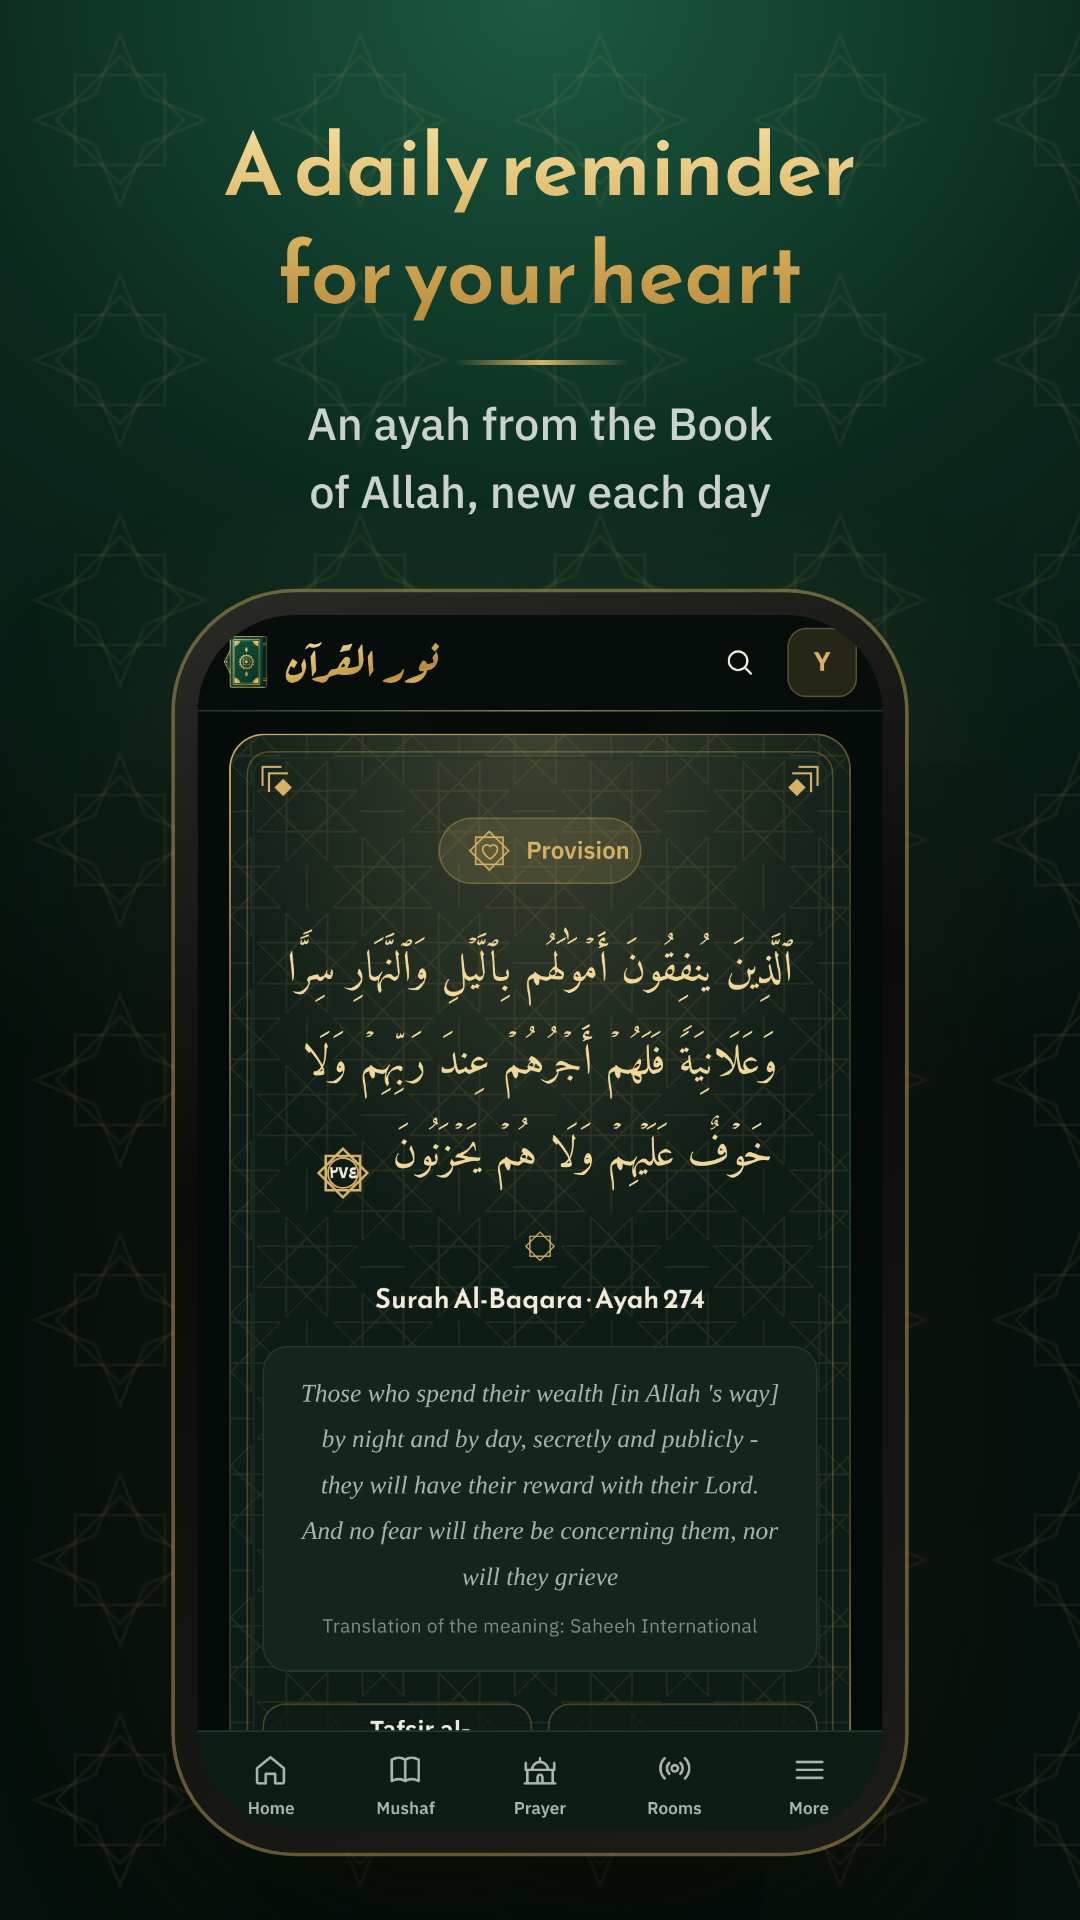 A daily reminder
for your heart
An ayah from the Book
of Allah, new each day
نور القرآن
Y
Provision
ٱلَّذِينَ يُنفِقُونَ أَمۡوَٰلَهُم بِٱلَّيۡلِ وَٱلنَّهَارِ سِرّٗا
وَعَلَانِيَةٗ فَلَهُمۡ أَجۡرُهُمۡ عِندَ رَبِّهِمۡ وَلَا
خَوۡفٌ عَلَيۡهِمۡ وَلَا هُمۡ يَحۡزَنُونَ ٢٧٤
Surah Al-Baqara · Ayah 274
Those who spend their wealth [in Allah 's way]
by night and by day, secretly and publicly -
they will have their reward with their Lord.
And no fear will there be concerning them, nor
will they grieve
Translation of the meaning: Saheeh International
Tafsir al-
Home
Mushaf
Prayer
Rooms
More